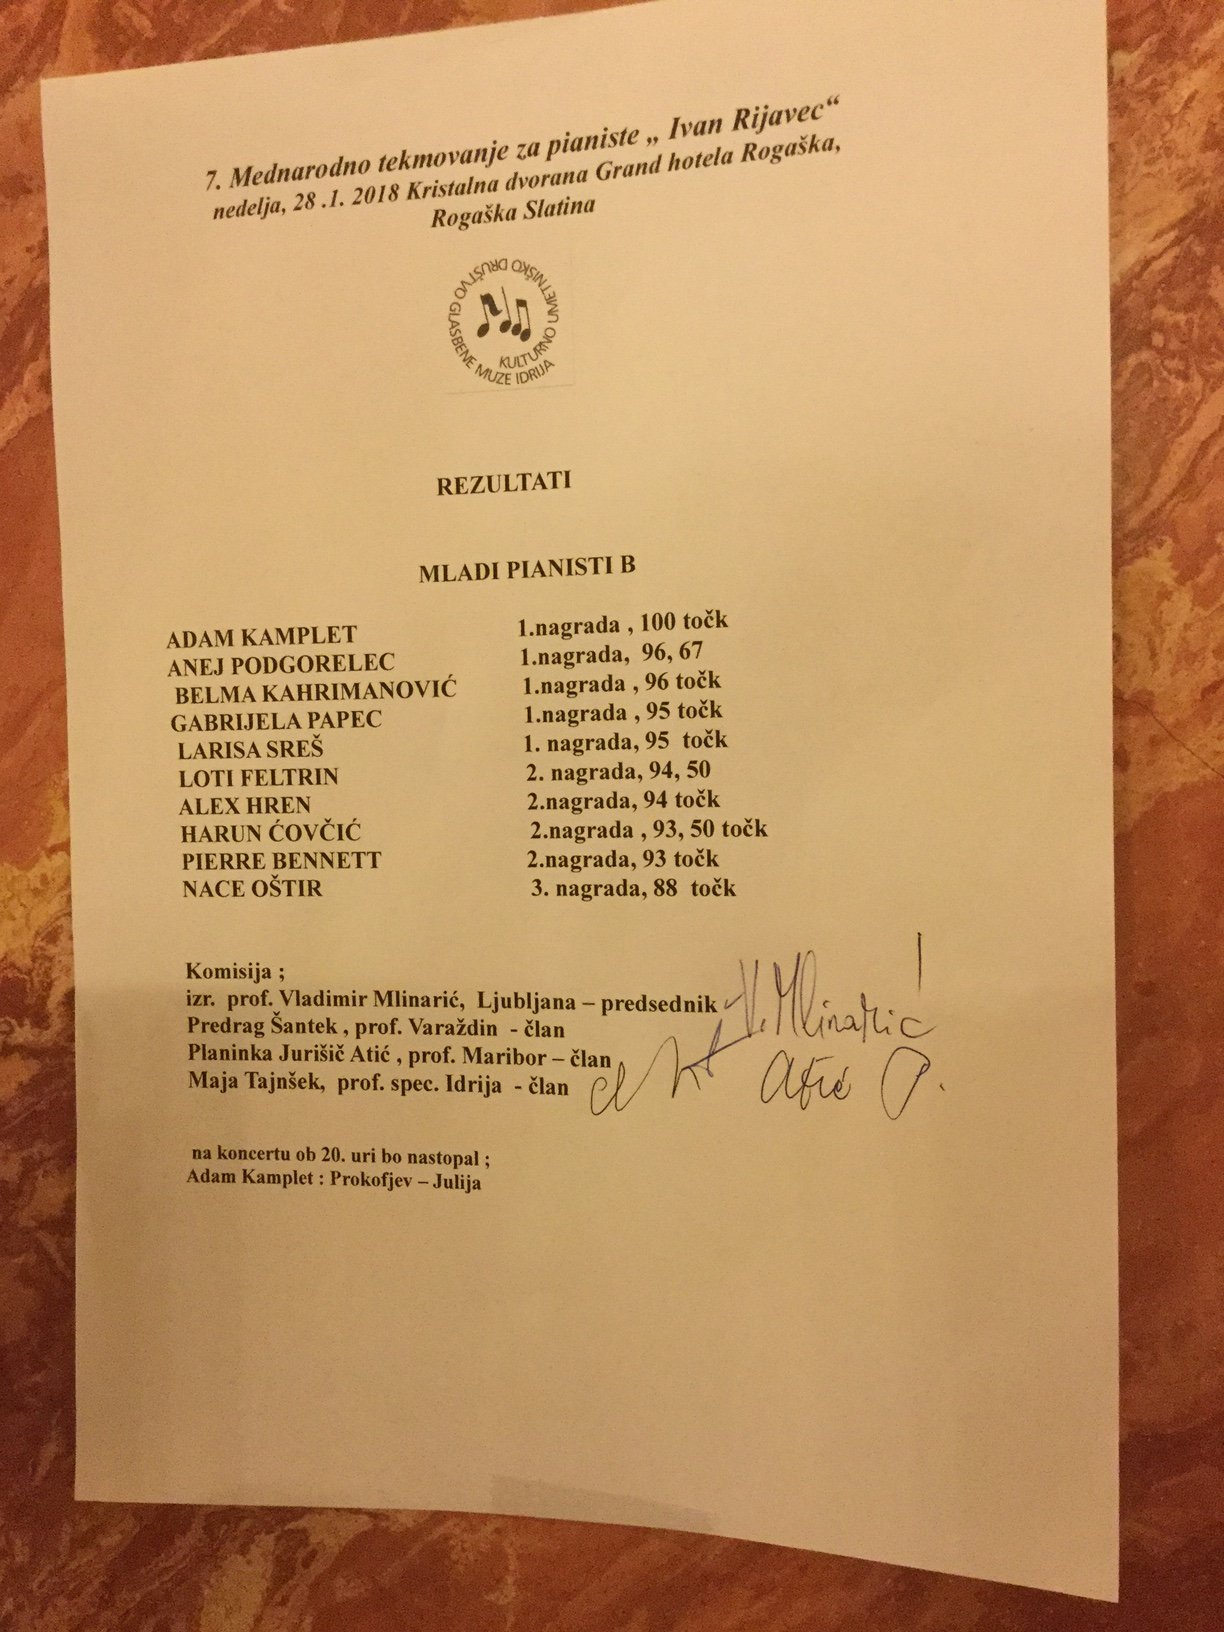 7. Mednarodno tekmovanje za pianiste „ Ivan Rijavec“
nedelja, 28 .1. 2018 Kristalna dvorana Grand hotela Rogaška,
Rogaška Slatina
KULTURNO UMETNIŠKO DRUŠTVO GLASBENE MUZE IDRIJA
REZULTATI
MLADI PIANISTI B
ADAM KAMPLET 1.nagrada , 100 točk
ANEJ PODGORELEC 1.nagrada, 96, 67
BELMA KAHRIMANOVIĆ 1.nagrada , 96 točk
GABRIJELA PAPEC 1.nagrada , 95 točk
LARISA SREŠ 1. nagrada, 95 točk
LOTI FELTRIN 2. nagrada, 94, 50
ALEX HREN 2.nagrada, 94 točk
HARUN ĆOVČIĆ 2.nagrada , 93, 50 točk
PIERRE BENNETT 2.nagrada, 93 točk
NACE OŠTIR 3. nagrada, 88 točk
Komisija ;
izr. prof. Vladimir Mlinarić, Ljubljana – predsednik V. Mlinarić
Predrag Šantek , prof. Varaždin - član
Planinka Jurišič Atić , prof. Maribor – član Atić P.
Maja Tajnšek, prof. spec. Idrija - član
na koncertu ob 20. uri bo nastopal ;
Adam Kamplet : Prokofjev – Julija